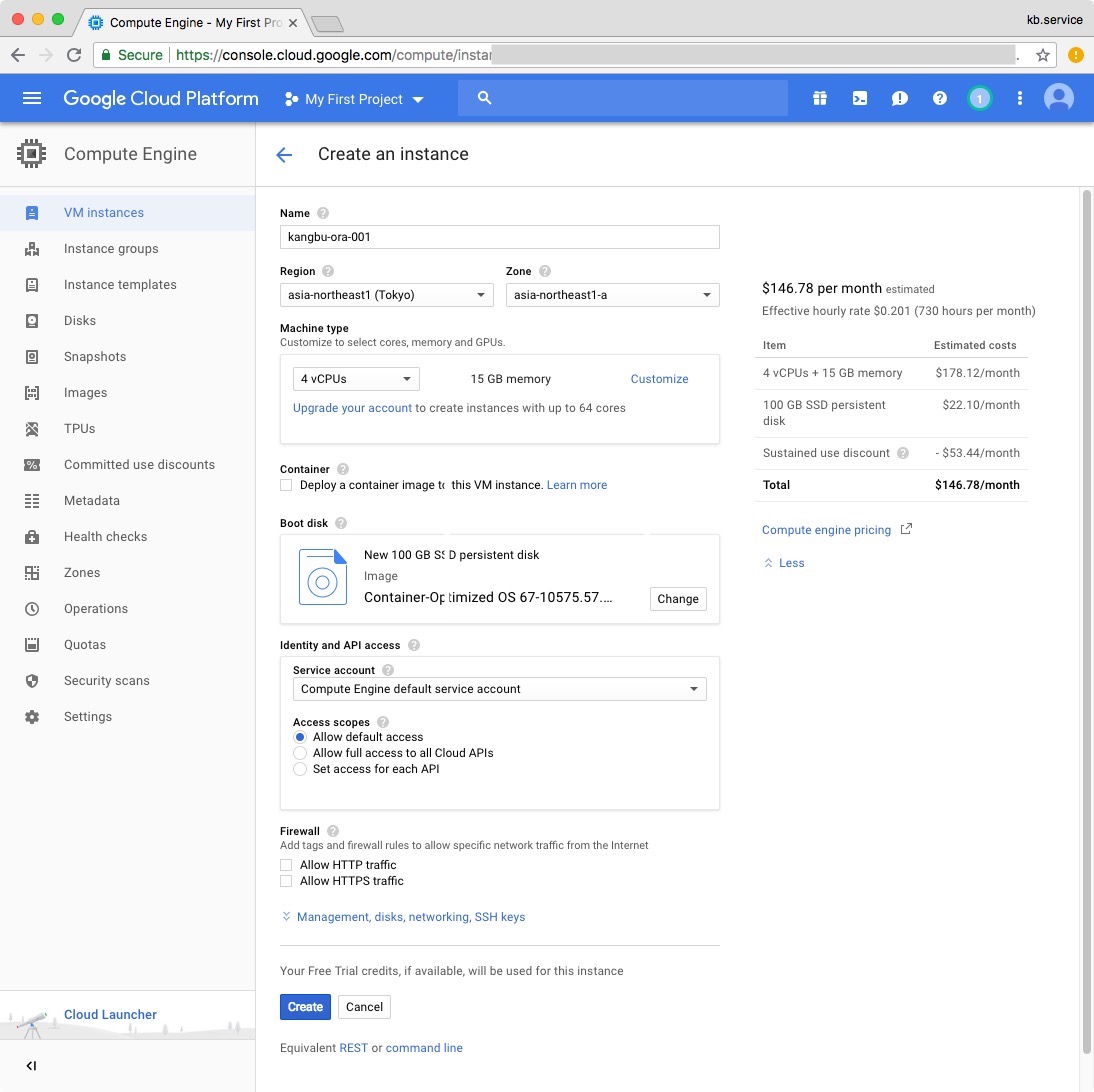 Compute Engine - My First Pro
kb.service
Secure https://console.cloud.google.com/compute/instar
Google Cloud Platform My First Project 1
Compute Engine
Create an instance
VM instances
Instance groups
Instance templates
Disks
Snapshots
Images
TPUs
Committed use discounts
Metadata
Health checks
Zones
Operations
Quotas
Security scans
Settings
Cloud Launcher
Name
kangbu-ora-001
Region Zone
asia-northeast1 (Tokyo) asia-northeast1-a
Machine type
Customize to select cores, memory and GPUs.
4 vCPUs 15 GB memory Customize
Upgrade your account to create instances with up to 64 cores
Container
Deploy a container image to this VM instance. Learn more
Boot disk
New 100 GB SSD persistent disk
Image
Container-Optimized OS 67-10575.57....
Change
Identity and API access
Service account
Compute Engine default service account
Access scopes
Allow default access
Allow full access to all Cloud APIs
Set access for each API
Firewall
Add tags and firewall rules to allow specific network traffic from the Internet
Allow HTTP traffic
Allow HTTPS traffic
Management, disks, networking, SSH keys
Your Free Trial credits, if available, will be used for this instance
Create Cancel
Equivalent REST or command line
$146.78 per month estimated
Effective hourly rate $0.201 (730 hours per month)
Item Estimated costs
4 vCPUs + 15 GB memory $178.12/month
100 GB SSD persistent $22.10/month
disk
Sustained use discount - $53.44/month
Total $146.78/month
Compute engine pricing
Less